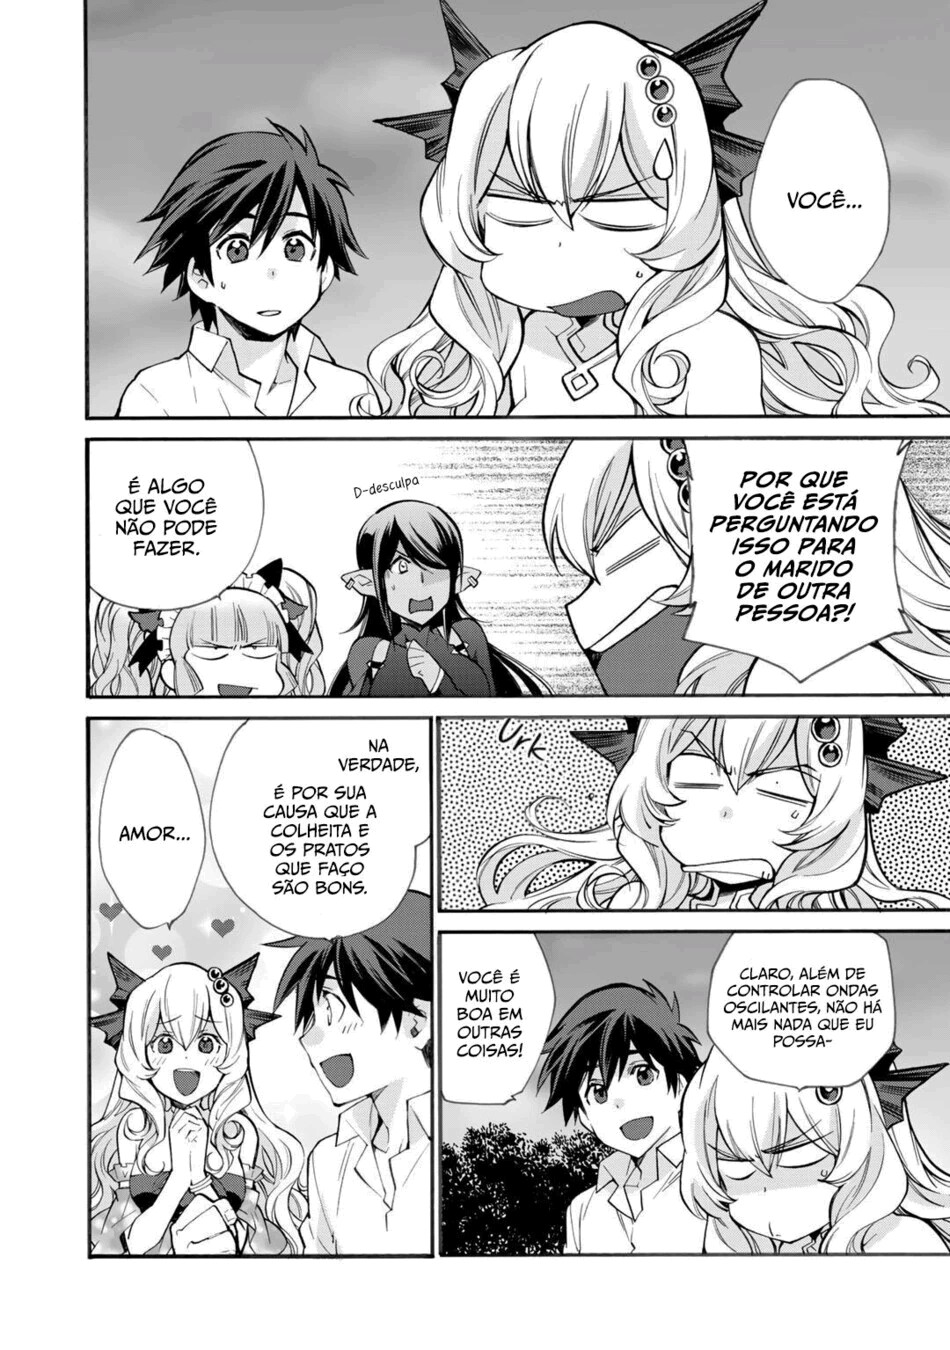 VOCÊ...
POR QUE
VOCÊ ESTÁ
PERGUNTANDO
ISSO PARA
O MARIDO
DE OUTRA
PESSOA?!
D-desculpa
É ALGO
QUE VOCÊ
NÃO PODE
FAZER.
Urk
CLARO, ALÉM DE
CONTROLAR ONDAS
OSCILANTES, NÃO HÁ
MAIS NADA QUE EU
POSSA-
VOCÊ É
MUITO
BOA EM
OUTRAS
COISAS!
NA
VERDADE,
É POR SUA
CAUSA QUE A
COLHEITA E
OS PRATOS
QUE FAÇO
SÃO BONS.
AMOR...